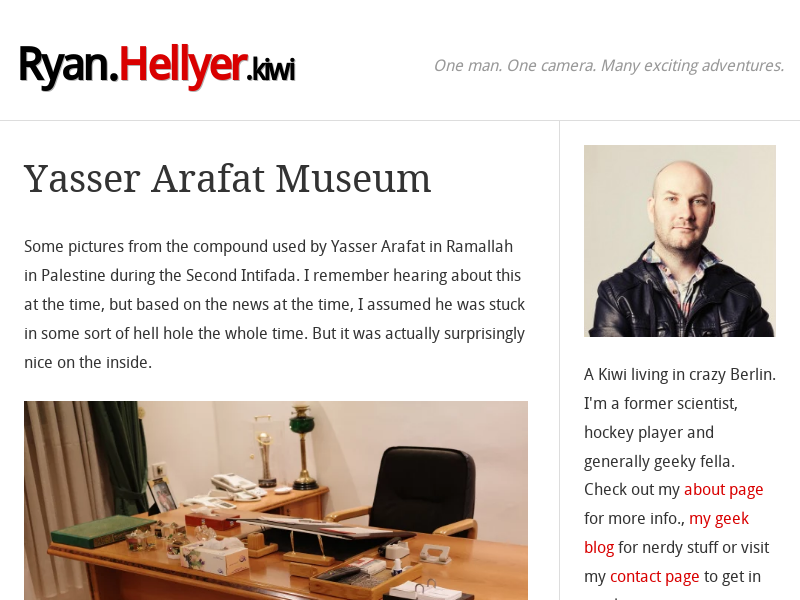 Ryan.Hellyer.kiwi
One man. One camera. Many exciting adventures.
Yasser Arafat Museum
Some pictures from the compound used by Yasser Arafat in Ramallah
in Palestine during the Second Intifada. I remember hearing about this
at the time, but based on the news at the time, I assumed he was stuck
in some sort of hell hole the whole time. But it was actually surprisingly
nice on the inside.
A Kiwi living in crazy Berlin.
I'm a former scientist,
hockey player and
generally geeky fella.
Check out my about page
for more info., my geek
blog for nerdy stuff or visit
my contact page to get in